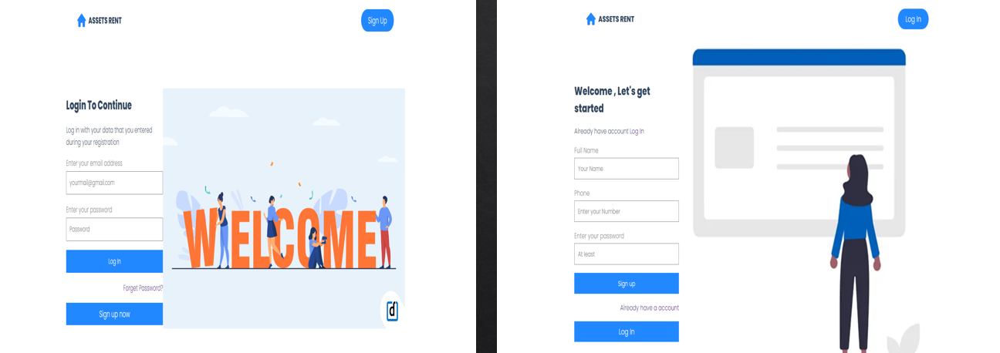 ASSETS RENT
Sign Up
Login To Continue
Log in with your data that you entered
during your registration
Enter your email address
yourmail@gmail.com
Enter your password
Password
Log In
Forget Password?
Sign up now
WELCOME
d
ASSETS RENT
Log In
Welcome , Let's get
started
Already have account Log In
Full Name
Your Name
Phone
Enter your Number
Enter your password
At least
Sign up
Already have a account
Log In